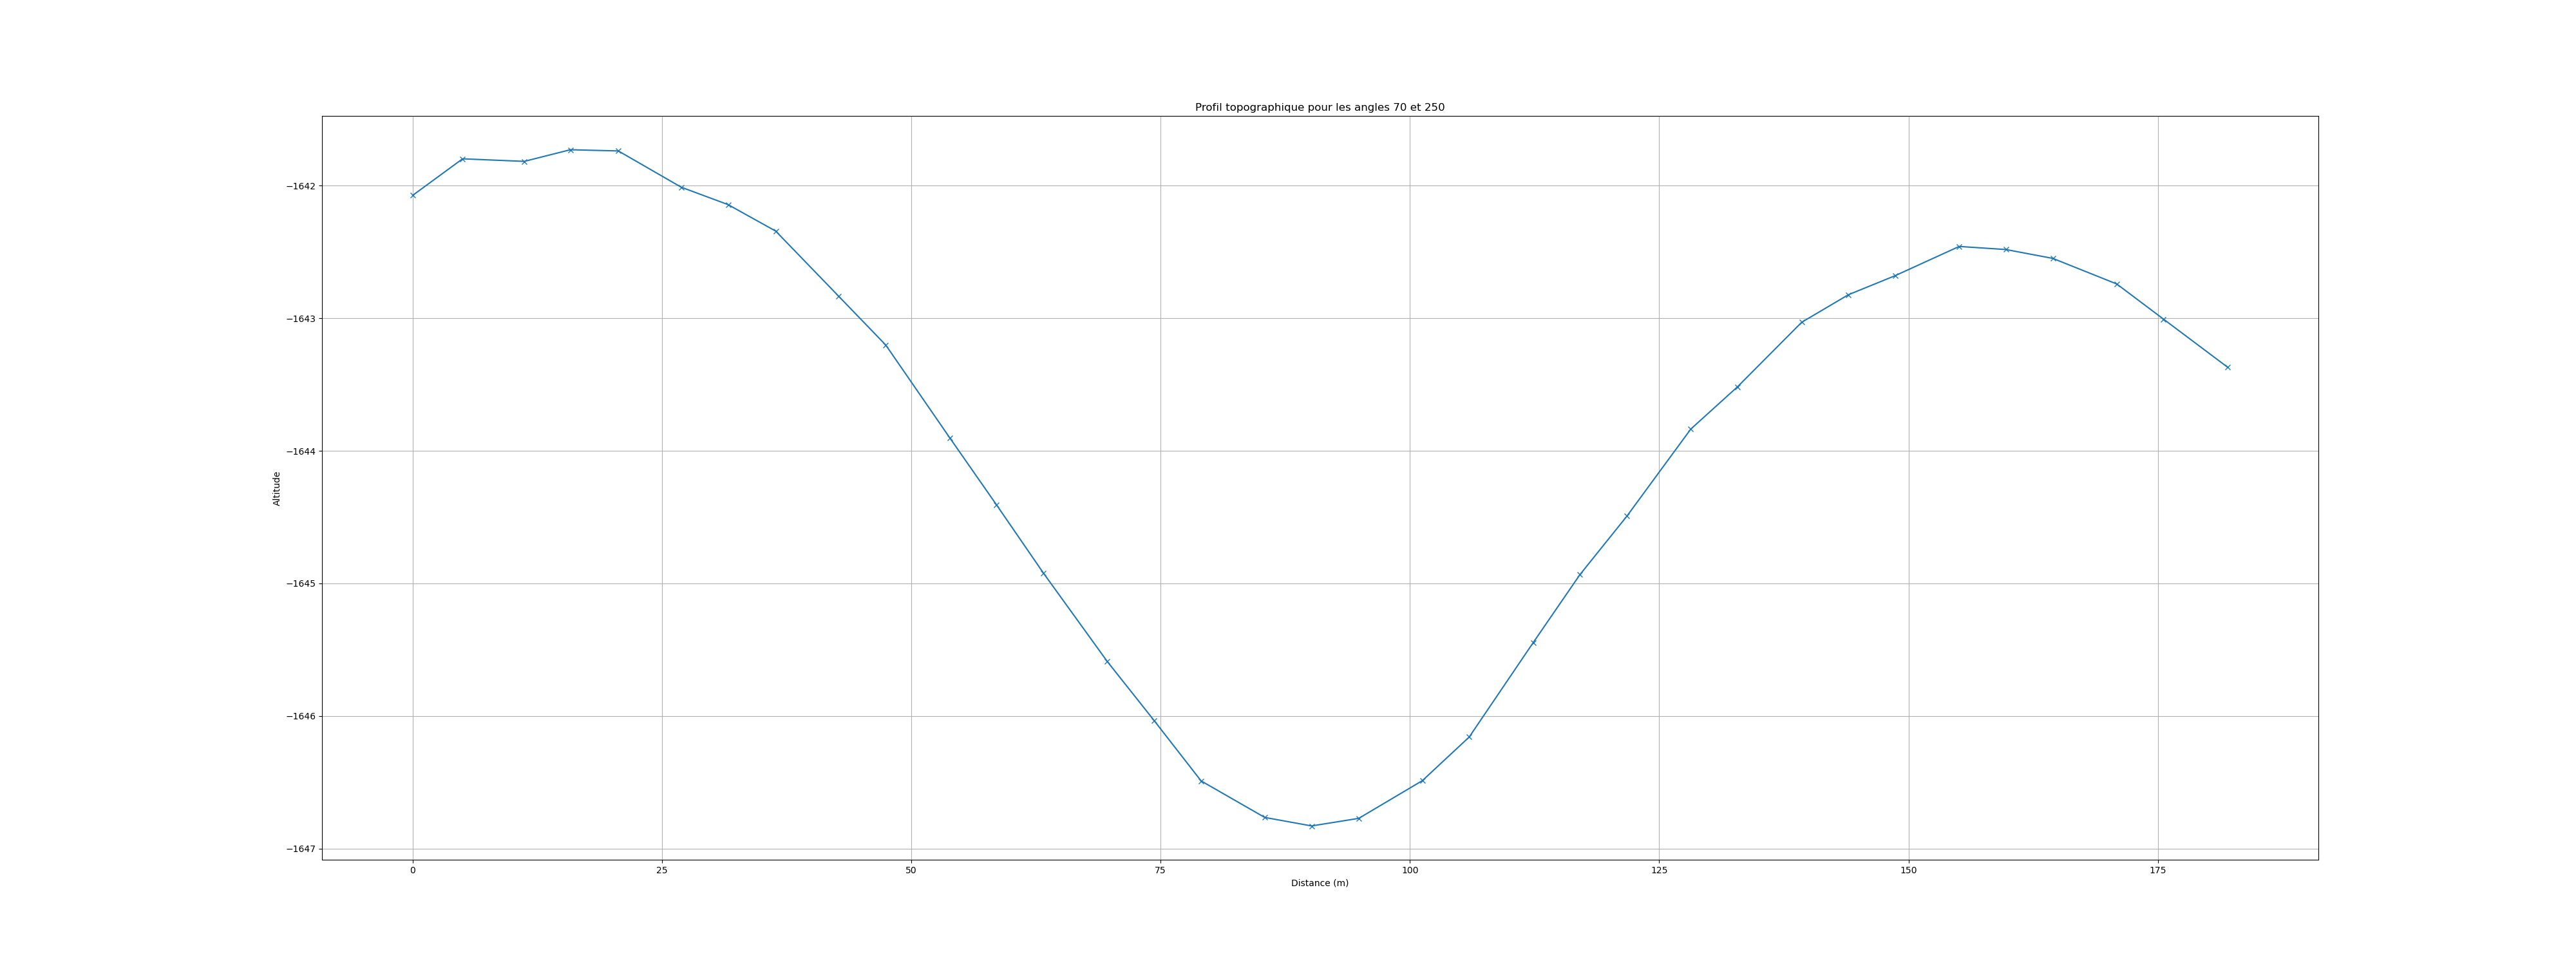 Profil topographique pour les angles 70 et 250
Altitude
−1642
−1643
−1644
−1645
−1646
−1647
0 25 50 75 100 125 150 175
Distance (m)